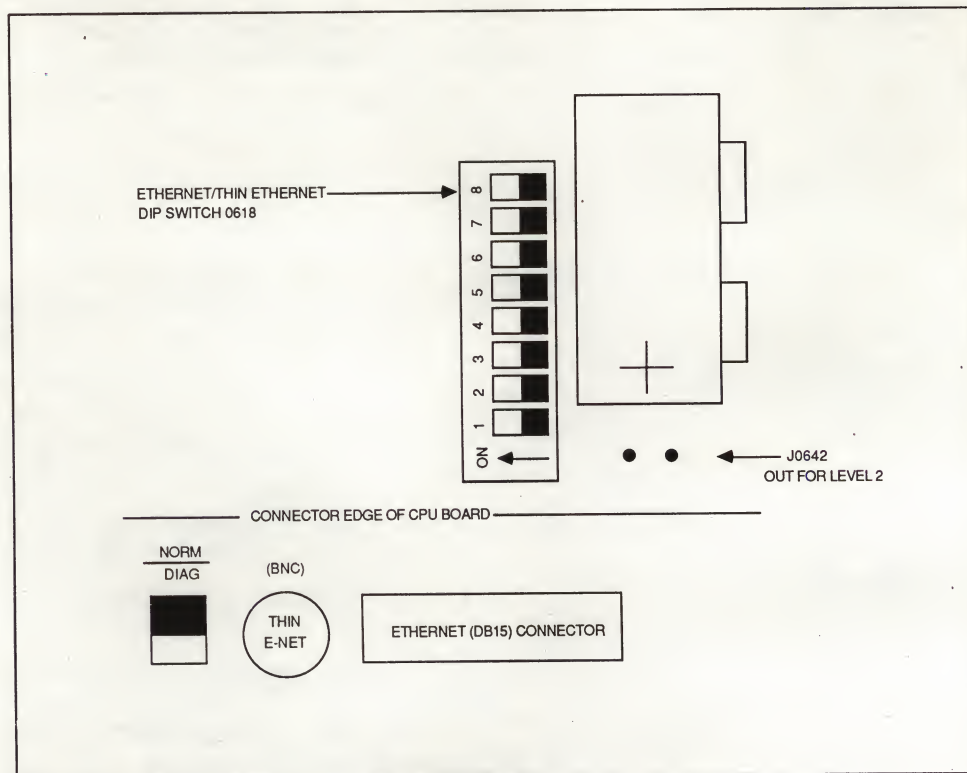 ETHERNET/THIN ETHERNET
DIP SWITCH 0618
8
7
6
5
4
3
2
1
ON
J0642
OUT FOR LEVEL 2
CONNECTOR EDGE OF CPU BOARD
NORM
DIAG
(BNC)
THIN
E-NET
ETHERNET (DB15) CONNECTOR